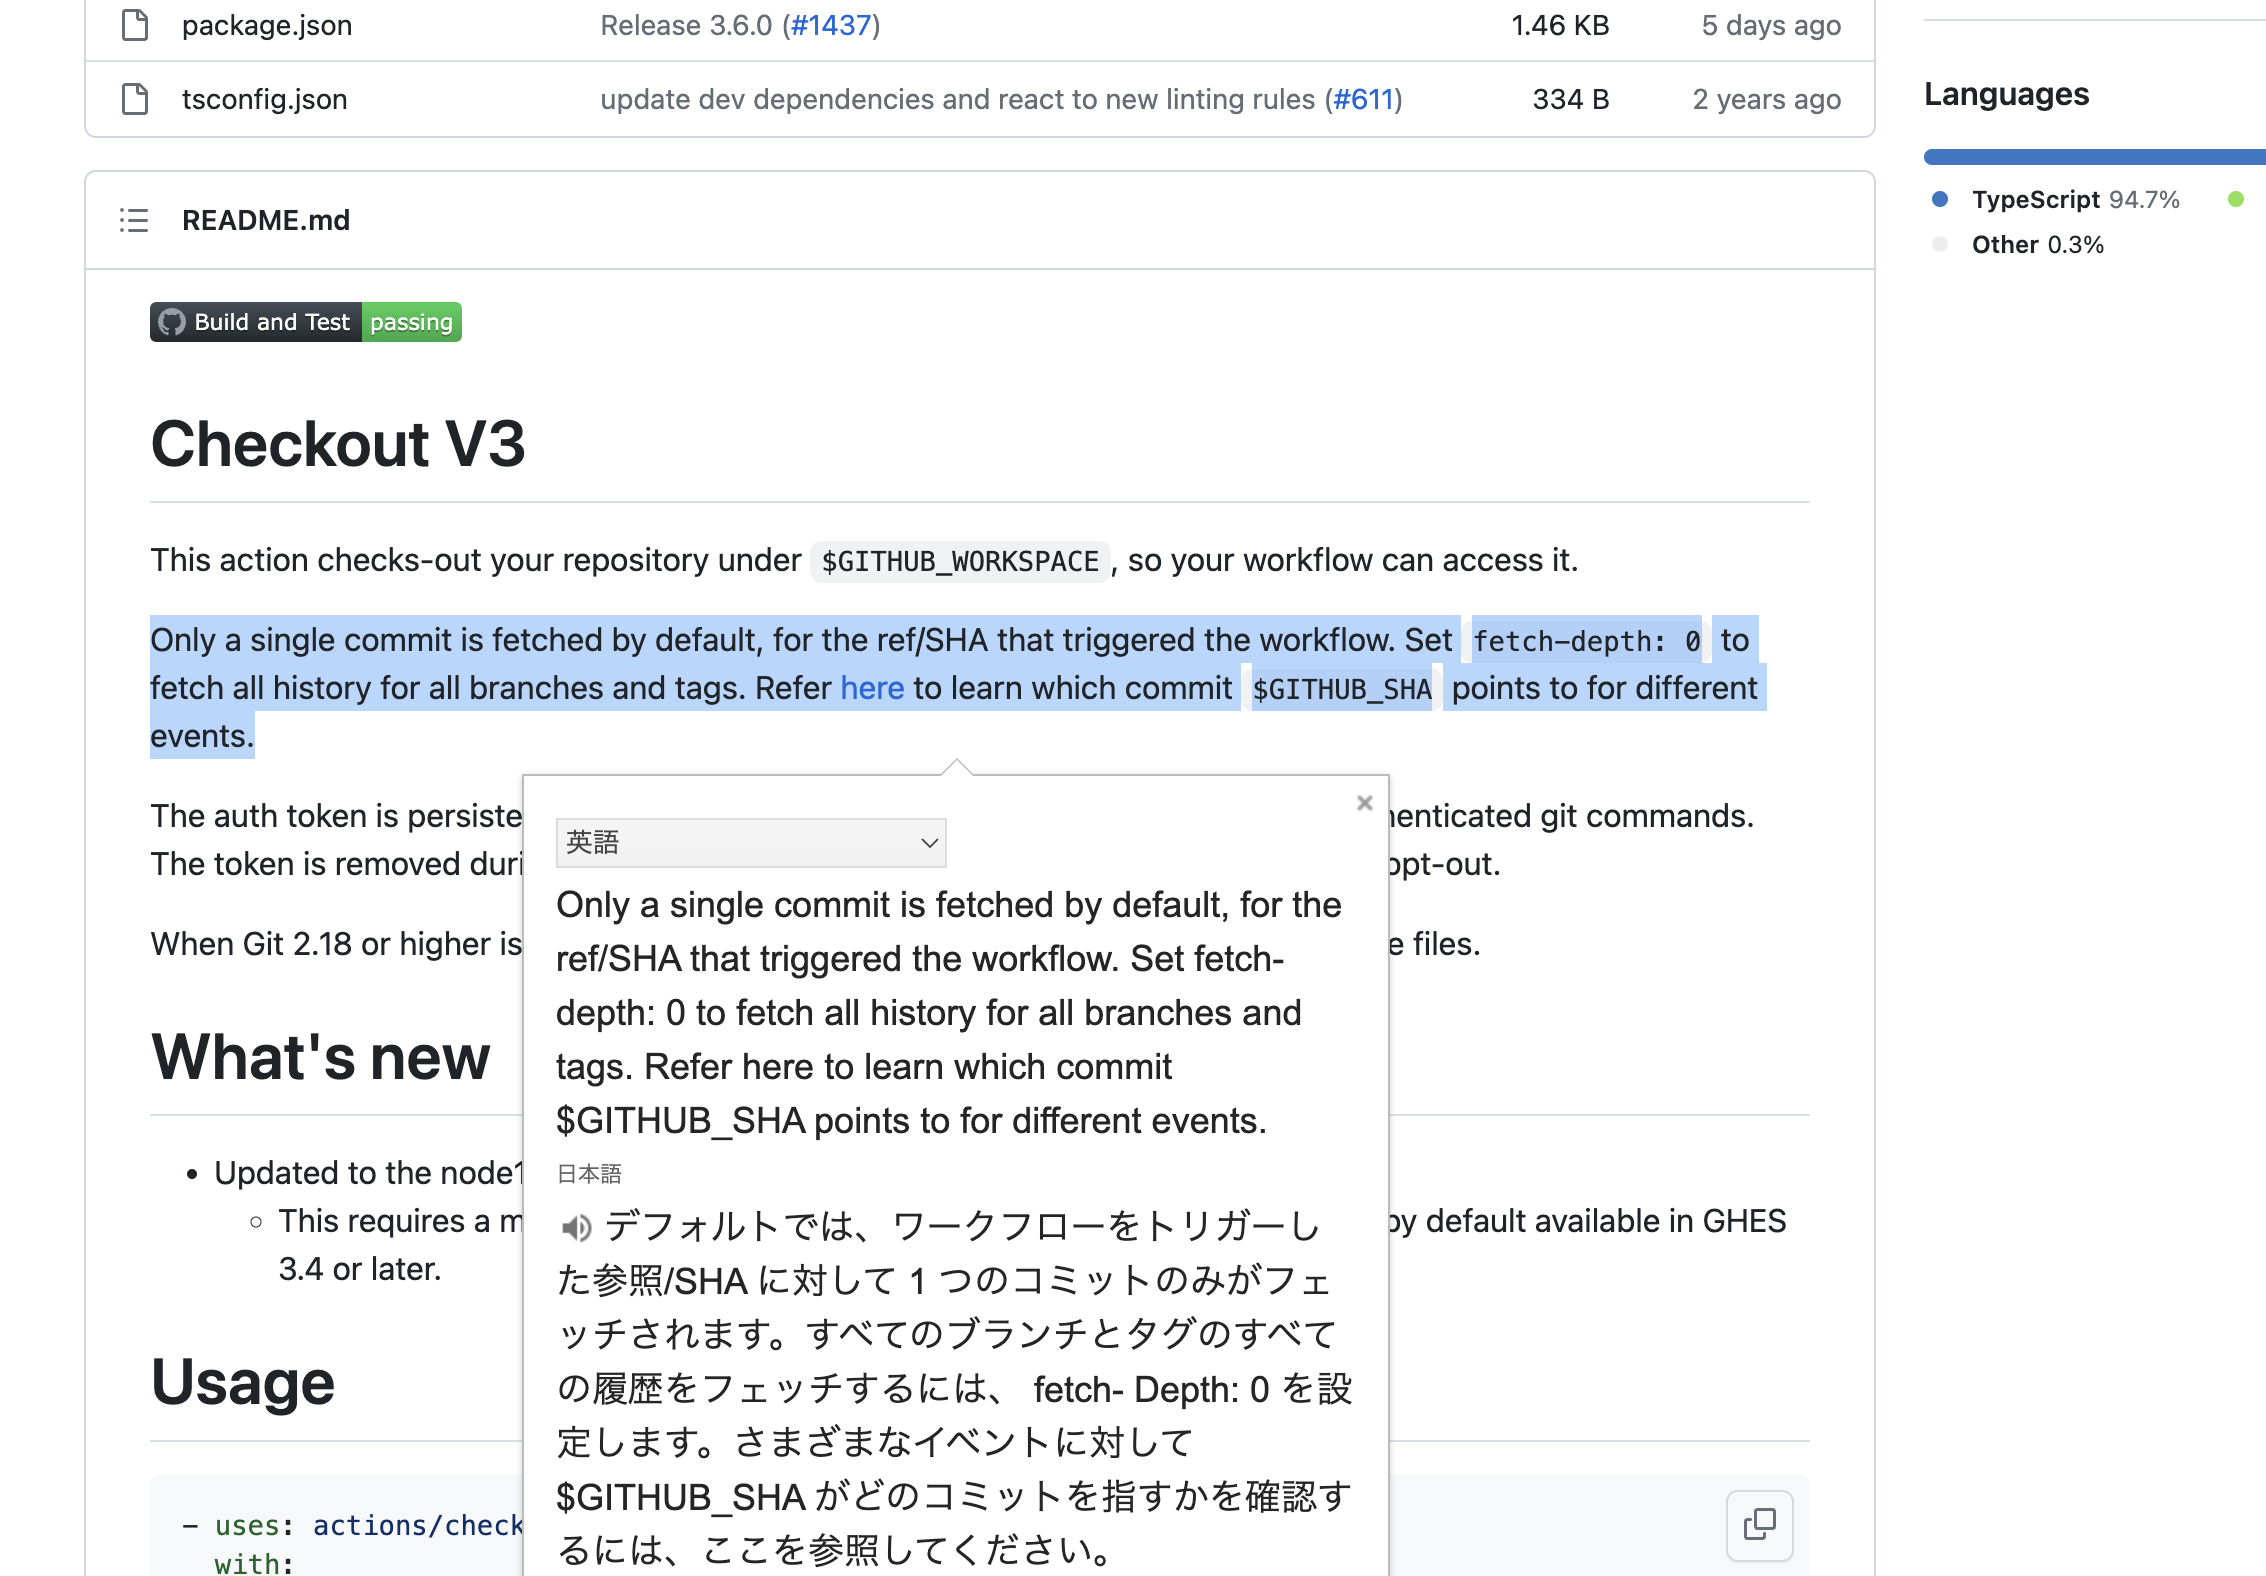 package.json Release 3.6.0 (#1437) 1.46 KB 5 days ago
tsconfig.json update dev dependencies and react to new linting rules (#611) 334 B 2 years ago
Languages
TypeScript 94.7%
Other 0.3%
README.md
Build and Test passing
Checkout V3
This action checks-out your repository under $GITHUB_WORKSPACE, so your workflow can access it.
Only a single commit is fetched by default, for the ref/SHA that triggered the workflow. Set fetch-depth: 0 to
fetch all history for all branches and tags. Refer here to learn which commit $GITHUB_SHA points to for different
events.
The auth token is persiste
henticated git commands.
The token is removed duri
opt-out.
When Git 2.18 or higher is
e files.
What's new
• Updated to the node1
◦ This requires a m
by default available in GHES
3.4 or later.
Usage
- uses: actions/check
with:
英語
Only a single commit is fetched by default, for the
ref/SHA that triggered the workflow. Set fetch-
depth: 0 to fetch all history for all branches and
tags. Refer here to learn which commit
$GITHUB_SHA points to for different events.
日本語
デフォルトでは、ワークフローをトリガーし
た参照/SHA に対して 1 つのコミットのみがフェ
ッチされます。すべてのブランチとタグのすべて
の履歴をフェッチするには、 fetch- Depth: 0 を設
定します。さまざまなイベントに対して
$GITHUB_SHA がどのコミットを指すかを確認す
るには、ここを参照してください。